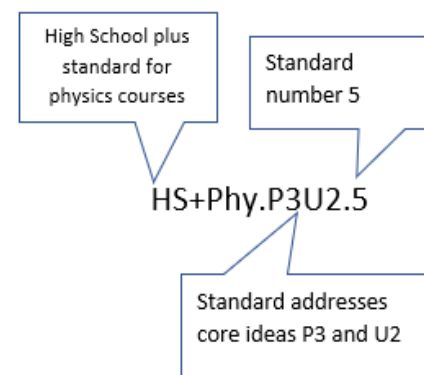 High School plus
standard for
physics courses
Standard
number 5
HS+Phy.P3U2.5
Standard addresses
core ideas P3 and U2